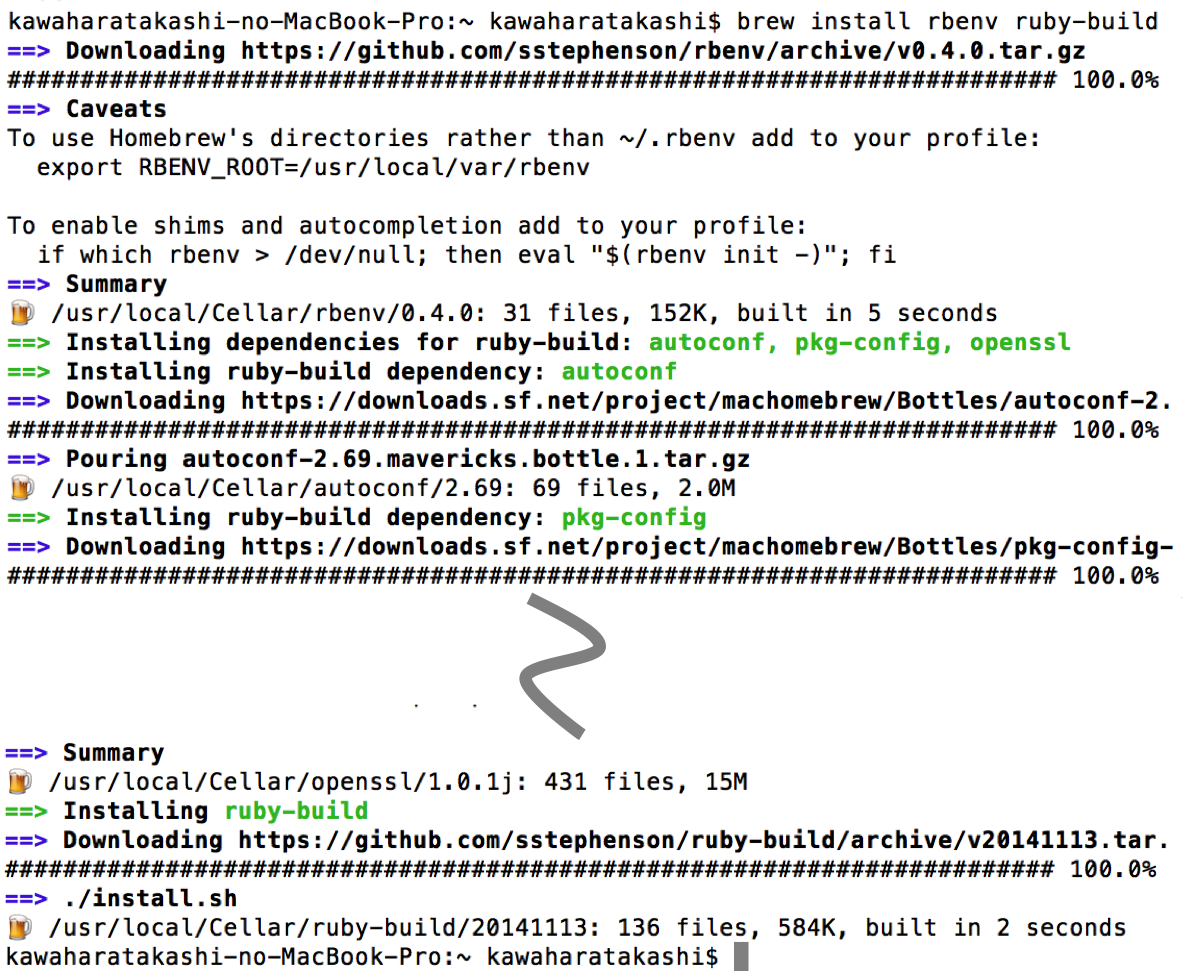 kawaharatakashi-no-MacBook-Pro:~ kawaharatakashi$ brew install rbenv ruby-build
==> Downloading https://github.com/sstephenson/rbenv/archive/v0.4.0.tar.gz
######################################################################## 100.0%
==> Caveats
To use Homebrew's directories rather than ~/.rbenv add to your profile:
  export RBENV_ROOT=/usr/local/var/rbenv

To enable shims and autocompletion add to your profile:
  if which rbenv > /dev/null; then eval "$(rbenv init -)"; fi
==> Summary
🍺 /usr/local/Cellar/rbenv/0.4.0: 31 files, 152K, built in 5 seconds
==> Installing dependencies for ruby-build: autoconf, pkg-config, openssl
==> Installing ruby-build dependency: autoconf
==> Downloading https://downloads.sf.net/project/machomebrew/Bottles/autoconf-2.
######################################################################## 100.0%
==> Pouring autoconf-2.69.mavericks.bottle.1.tar.gz
🍺 /usr/local/Cellar/autoconf/2.69: 69 files, 2.0M
==> Installing ruby-build dependency: pkg-config
==> Downloading https://downloads.sf.net/project/machomebrew/Bottles/pkg-config-
######################################################################## 100.0%
==> Summary
🍺 /usr/local/Cellar/openssl/1.0.1j: 431 files, 15M
==> Installing ruby-build
==> Downloading https://github.com/sstephenson/ruby-build/archive/v20141113.tar.
######################################################################## 100.0%
==> ./install.sh
🍺 /usr/local/Cellar/ruby-build/20141113: 136 files, 584K, built in 2 seconds
kawaharatakashi-no-MacBook-Pro:~ kawaharatakashi$